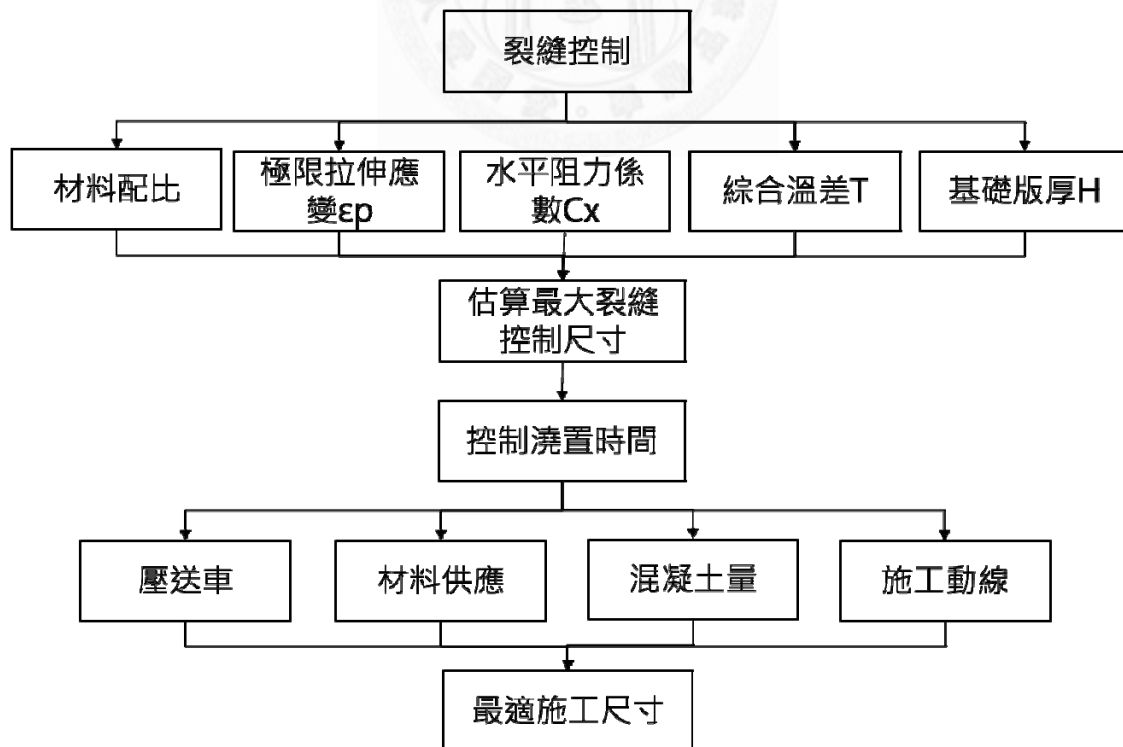 裂縫控制
材料配比
極限拉伸應
變εp
水平阻力係
數Cx
綜合溫差T
基礎版厚H
估算最大裂縫
控制尺寸
控制澆置時間
壓送車
材料供應
混凝土量
施工動線
最適施工尺寸